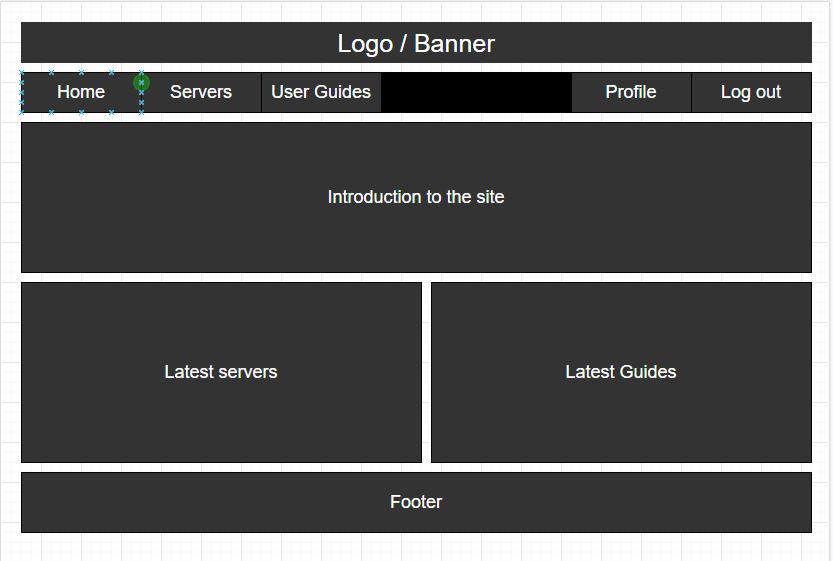 Logo / Banner
Home Servers User Guides Profile Log out
Introduction to the site
Latest servers Latest Guides
Footer